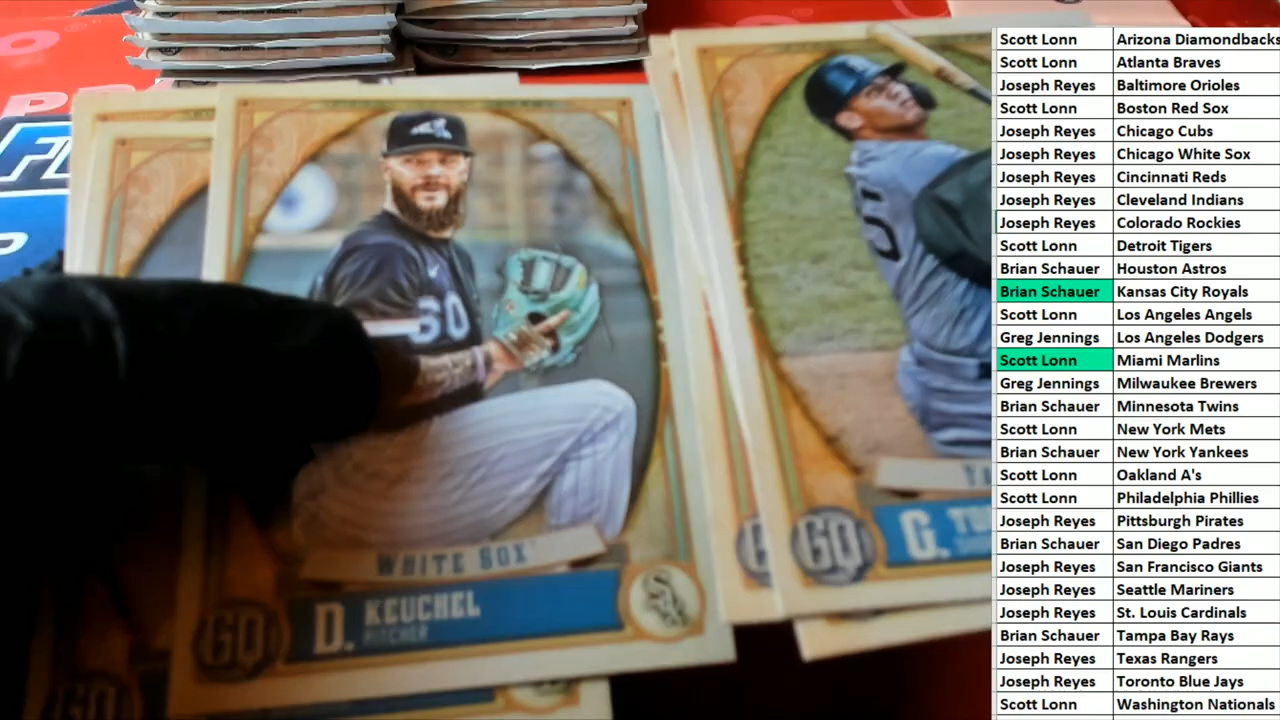 60
WHITE SOX
GQ
D. KEUCHEL
PITCHER
SOX
5
GQ
G.
Scott Lonn Arizona Diamondbacks
Scott Lonn Atlanta Braves
Joseph Reyes Baltimore Orioles
Scott Lonn Boston Red Sox
Joseph Reyes Chicago Cubs
Joseph Reyes Chicago White Sox
Joseph Reyes Cincinnati Reds
Joseph Reyes Cleveland Indians
Joseph Reyes Colorado Rockies
Scott Lonn Detroit Tigers
Brian Schauer Houston Astros
Brian Schauer Kansas City Royals
Scott Lonn Los Angeles Angels
Greg Jennings Los Angeles Dodgers
Scott Lonn Miami Marlins
Greg Jennings Milwaukee Brewers
Brian Schauer Minnesota Twins
Scott Lonn New York Mets
Brian Schauer New York Yankees
Scott Lonn Oakland A's
Scott Lonn Philadelphia Phillies
Joseph Reyes Pittsburgh Pirates
Brian Schauer San Diego Padres
Joseph Reyes San Francisco Giants
Joseph Reyes Seattle Mariners
Joseph Reyes St. Louis Cardinals
Brian Schauer Tampa Bay Rays
Joseph Reyes Texas Rangers
Joseph Reyes Toronto Blue Jays
Scott Lonn Washington Nationals